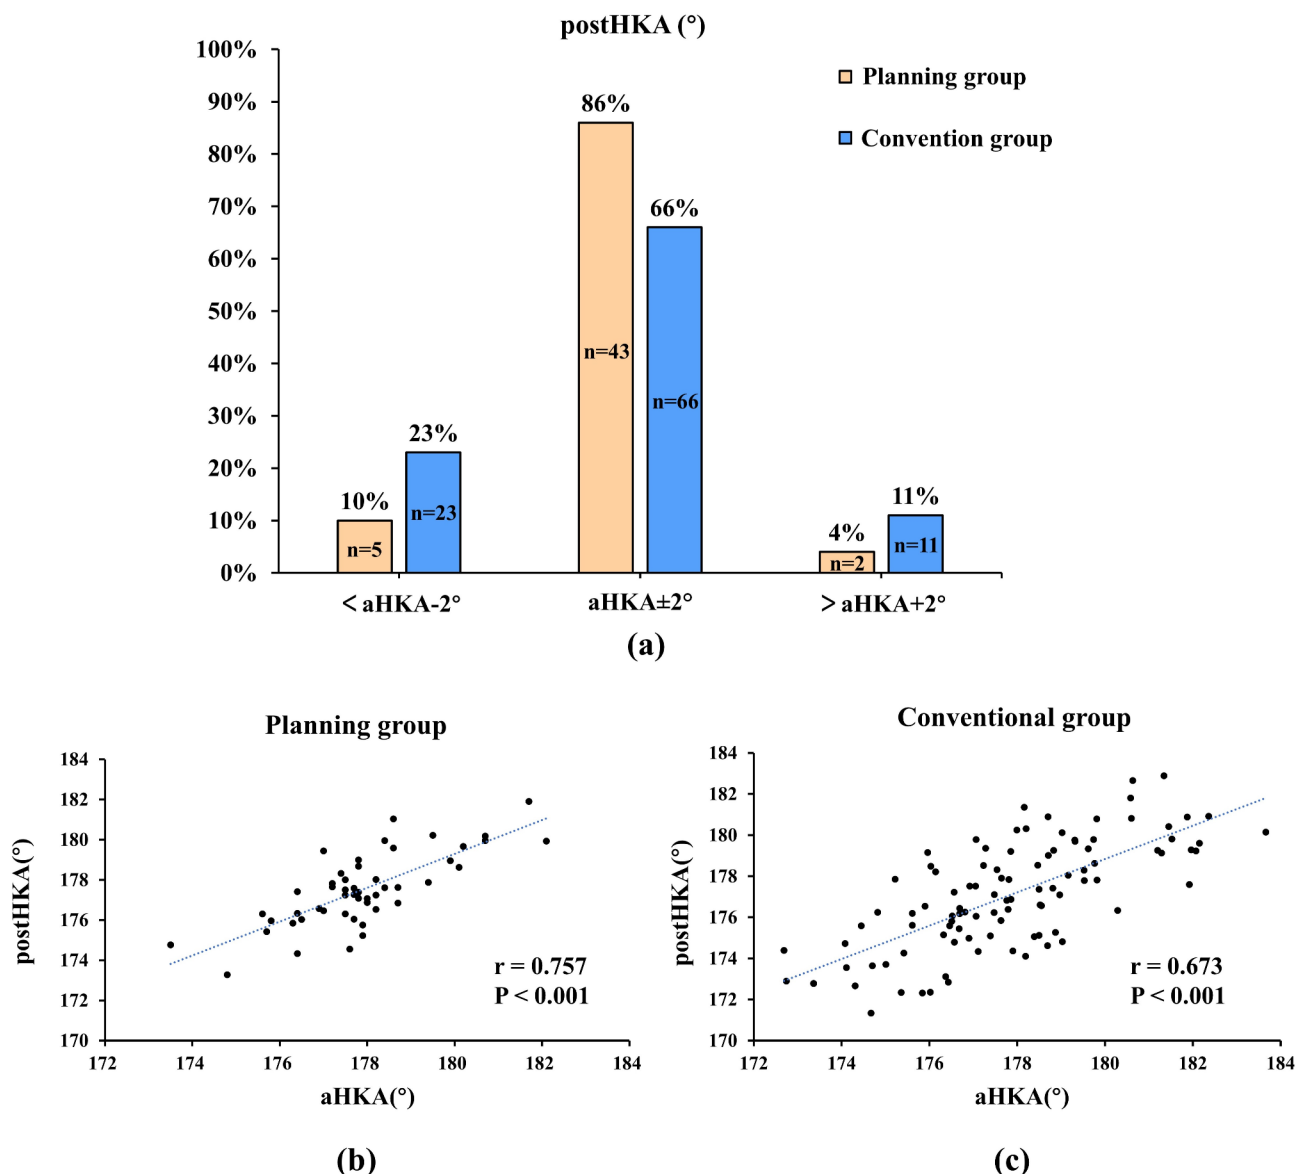 postHKA (°)
100%
90%
80%
70%
60%
50%
40%
30%
20%
10%
0%
Planning group
Convention group
10%
n=5
23%
n=23
86%
n=43
66%
n=66
4%
n=2
11%
n=11
< aHKA-2°
aHKA±2°
> aHKA+2°
(a)
Planning group
postHKA(°)
184
182
180
178
176
174
172
170
r = 0.757
P < 0.001
172 174 176 178 180 182 184
aHKA(°)
(b)
Conventional group
postHKA(°)
184
182
180
178
176
174
172
170
r = 0.673
P < 0.001
172 174 176 178 180 182 184
aHKA(°)
(c)